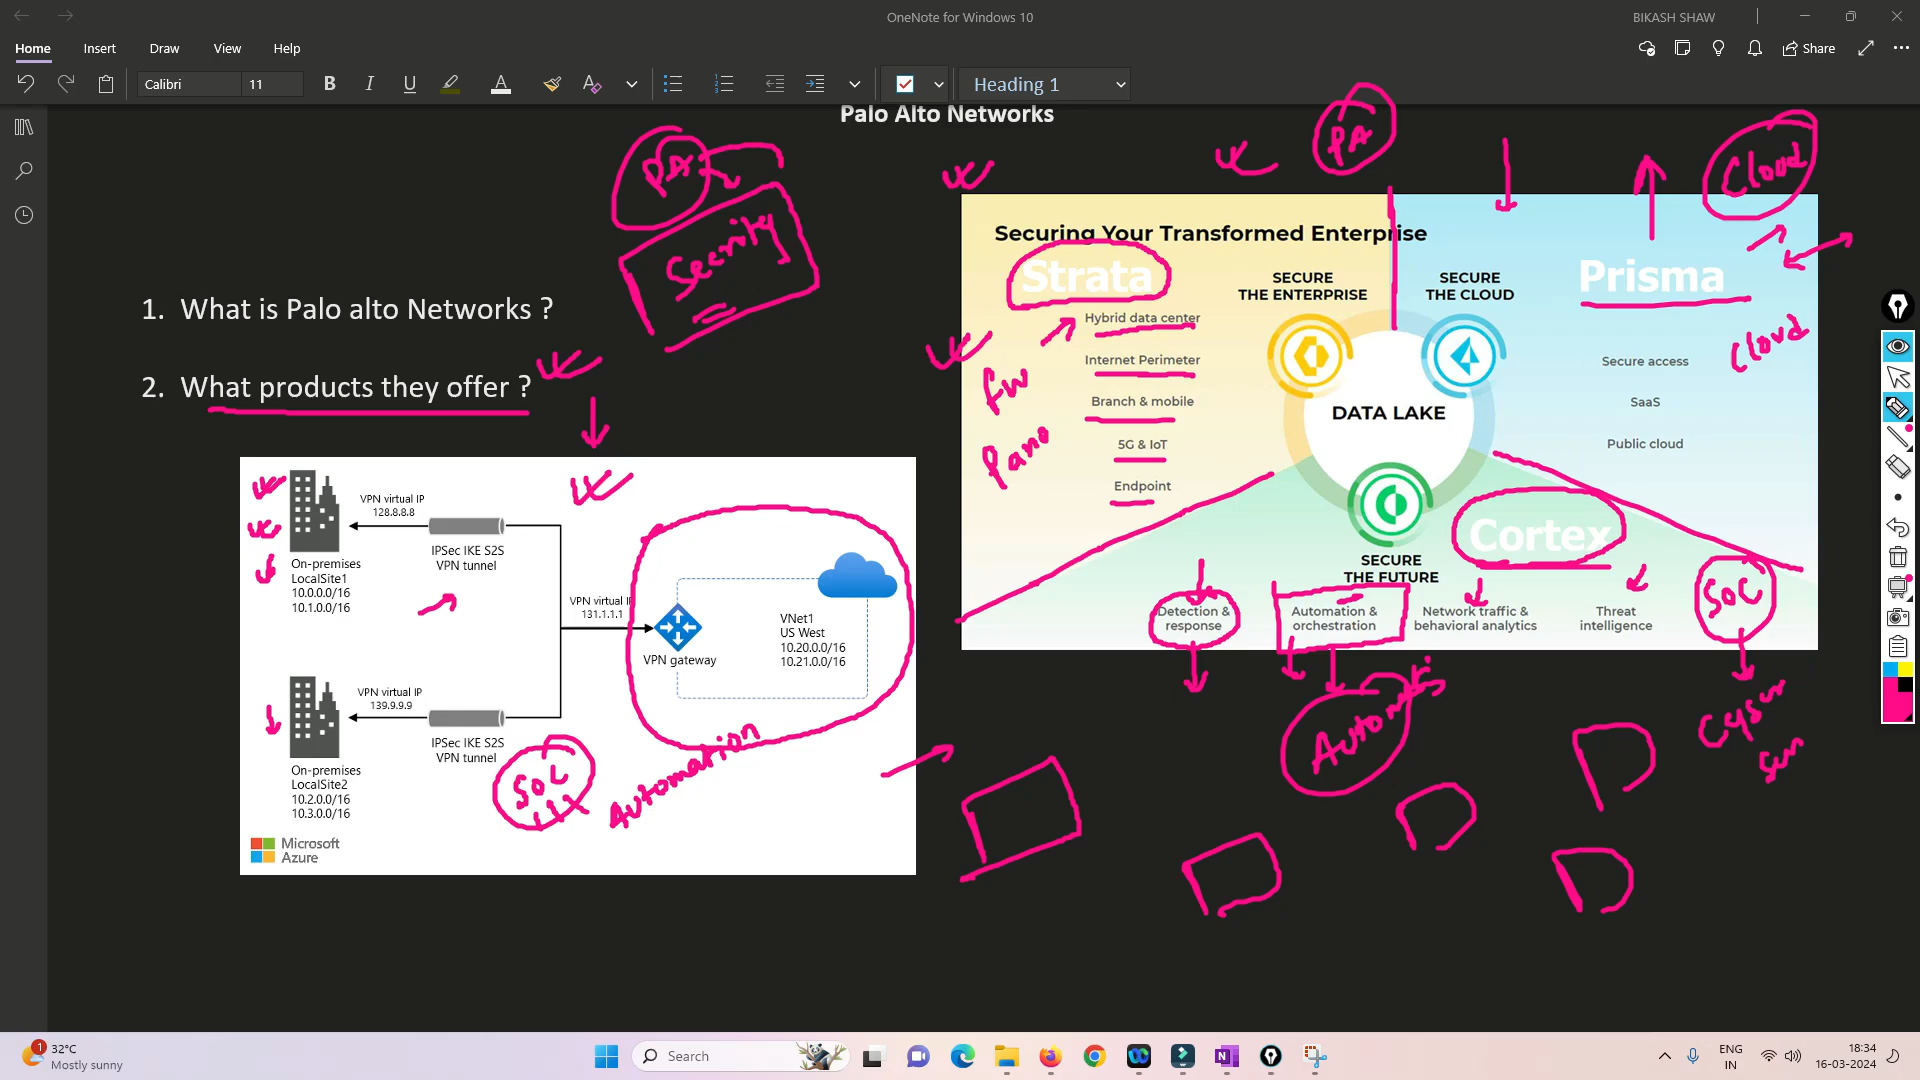 OneNote for Windows 10
BIKASH SHAW
Home Insert Draw View Help
Share
Calibri 11
B I U A
Heading 1
Palo Alto Networks
PA
Security
PA
Cloud
1. What is Palo alto Networks ?
2. What products they offer ?
Securing Your Transformed Enterprise
Strata
SECURE
THE ENTERPRISE
SECURE
THE CLOUD
Prisma
Hybrid data center
Internet Perimeter
Branch & mobile
5G & IoT
Endpoint
FW
Pano
DATA LAKE
Secure access
SaaS
Public cloud
Cloud
Cortex
SECURE
THE FUTURE
Detection &
response
Automation &
orchestration
Network traffic &
behavioral analytics
Threat
intelligence
SOC
VPN virtual IP
128.8.8.8
IPSec IKE S2S
VPN tunnel
On-premises
LocalSite1
10.0.0.0/16
10.1.0.0/16
VPN virtual IP
131.1.1.1
VPN gateway
VNet1
US West
10.20.0.0/16
10.21.0.0/16
VPN virtual IP
139.9.9.9
IPSec IKE S2S
VPN tunnel
On-premises
LocalSite2
10.2.0.0/16
10.3.0.0/16
Microsoft
Azure
SOC
Automation
32°C
Mostly sunny
1
Search
ENG
IN
18:34
16-03-2024